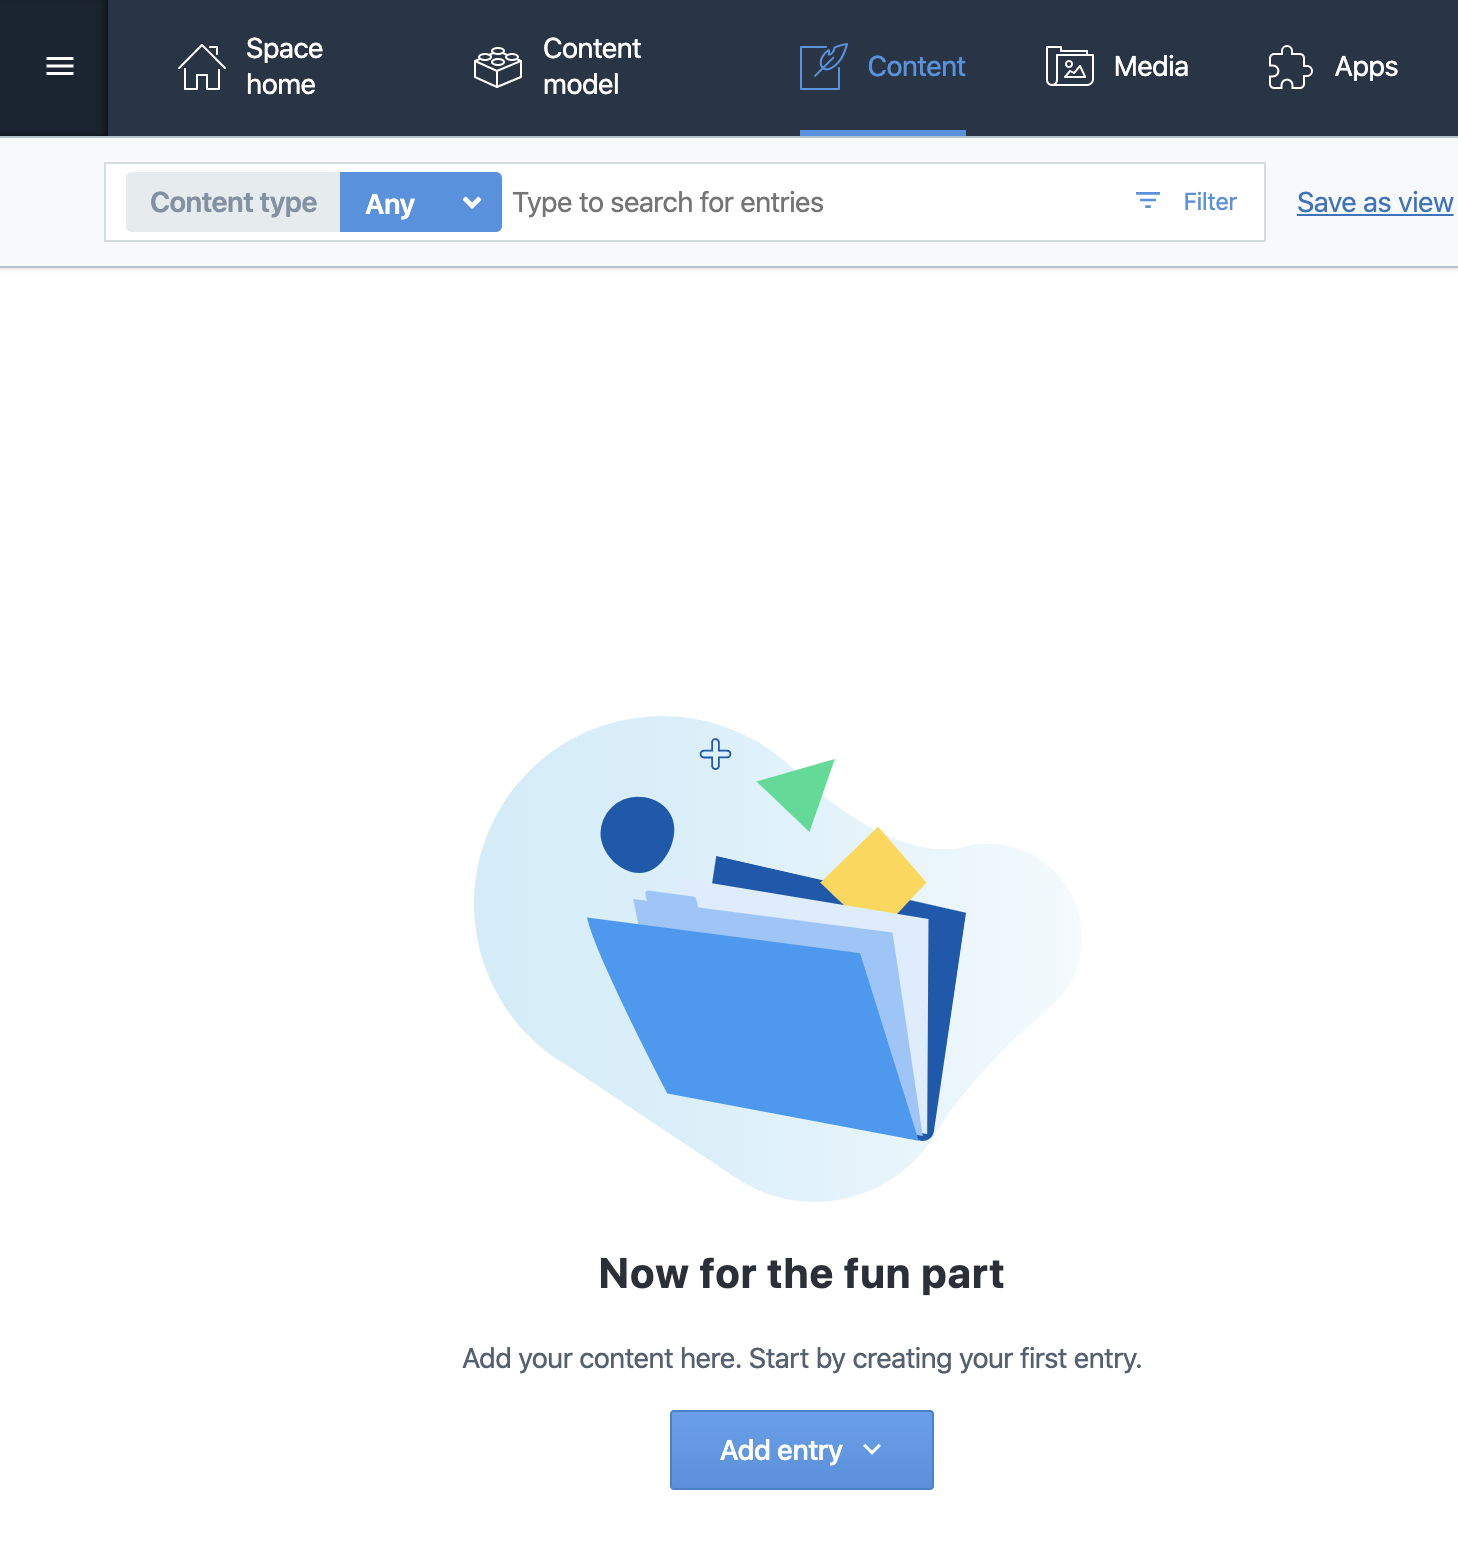 Space
home
Content
model
Content
Media
Apps
Content type
Any
Type to search for entries
Filter
Save as view
Now for the fun part
Add your content here. Start by creating your first entry.
Add entry